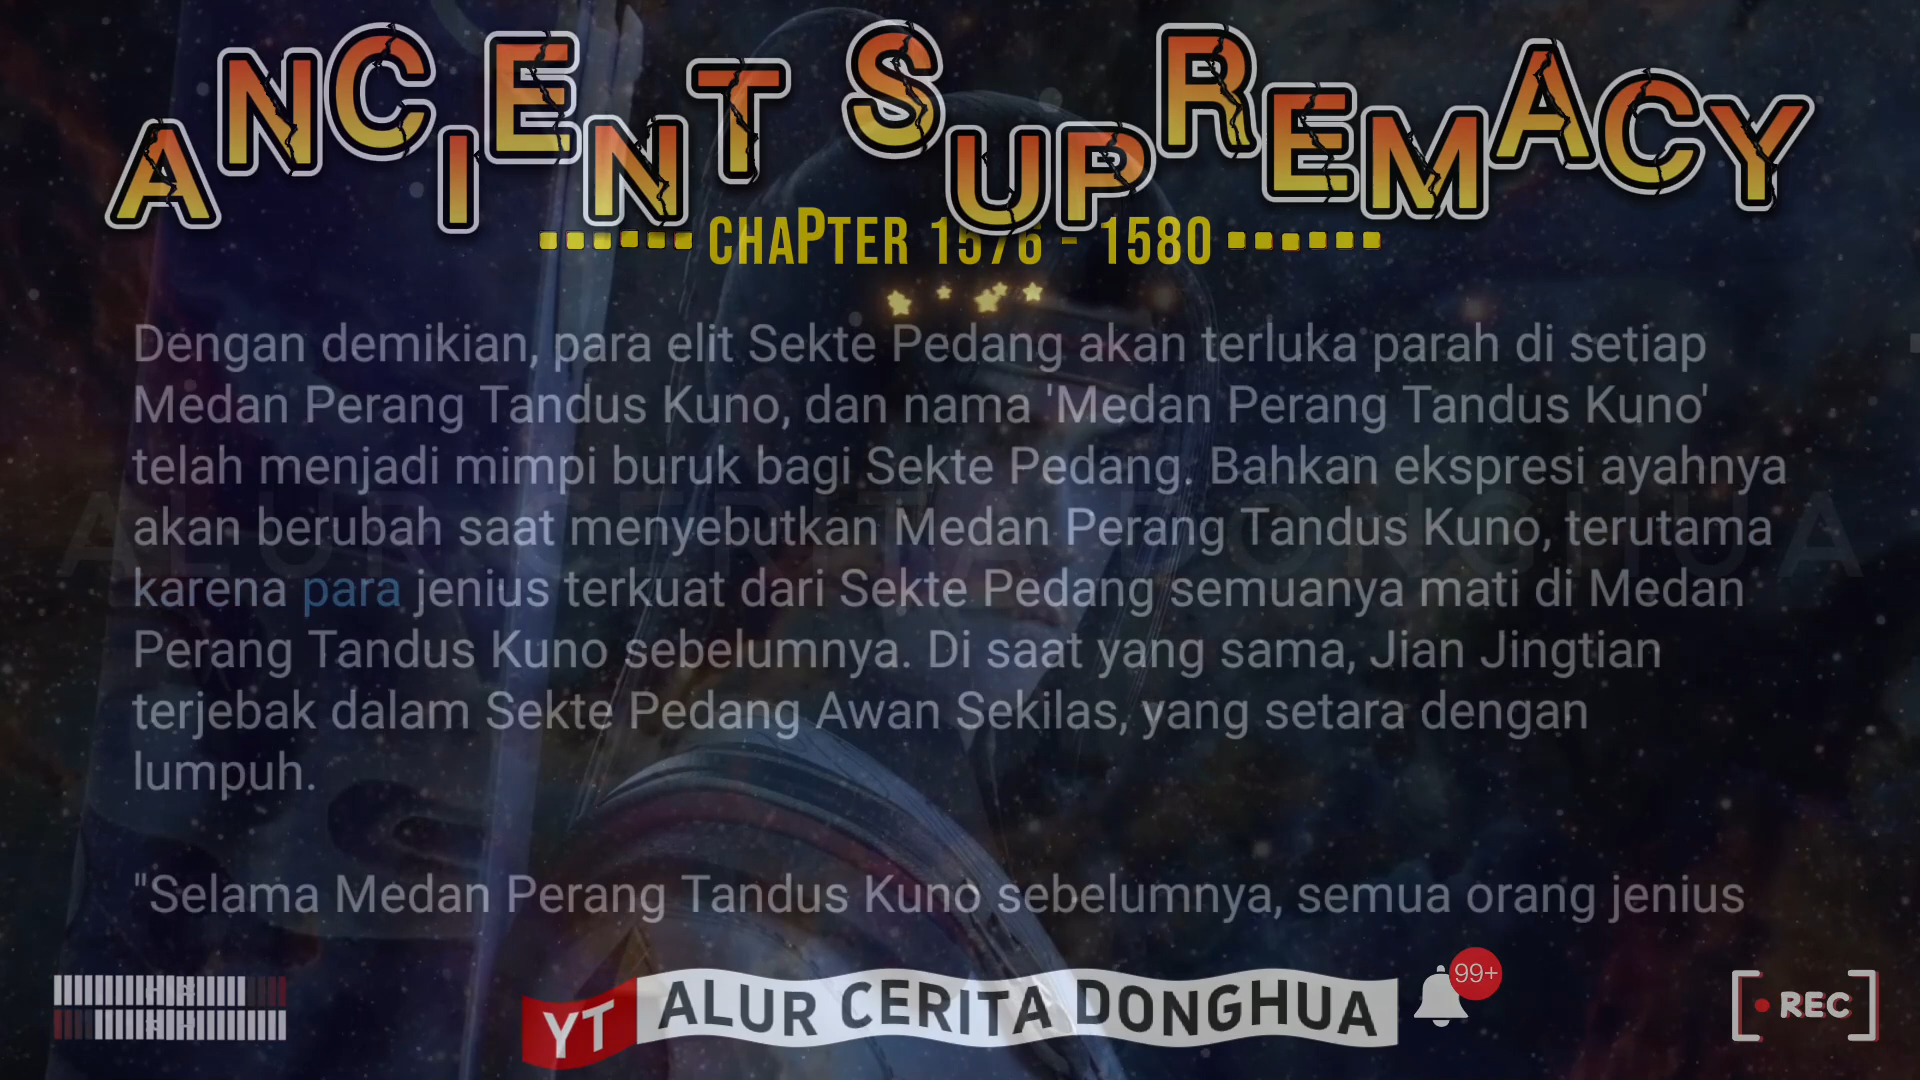 ANCIENT SUPREMACY
CHAPTER 1576 - 1580
Dengan demikian, para elit Sekte Pedang akan terluka parah di setiap
Medan Perang Tandus Kuno, dan nama 'Medan Perang Tandus Kuno'
telah menjadi mimpi buruk bagi Sekte Pedang. Bahkan ekspresi ayahnya
ALUR CERITA DONGHUA
akan berubah saat menyebutkan Medan Perang Tandus Kuno, terutama
karena para jenius terkuat dari Sekte Pedang semuanya mati di Medan
Perang Tandus Kuno sebelumnya. Di saat yang sama, Jian Jingtian
terjebak dalam Sekte Pedang Awan Sekilas, yang setara dengan
lumpuh.
"Selama Medan Perang Tandus Kuno sebelumnya, semua orang jenius
YT ALUR CERITA DONGHUA
99+
REC